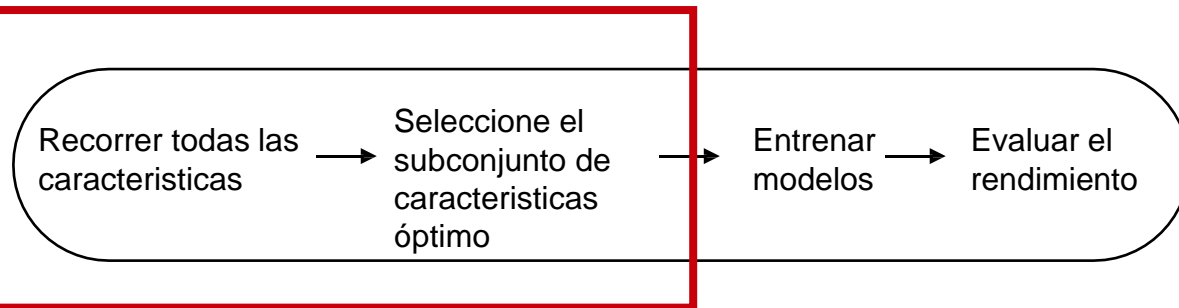 Recorrer todas las
caracteristicas
Seleccione el
subconjunto de
caracteristicas
óptimo
Entrenar
modelos
Evaluar el
rendimiento